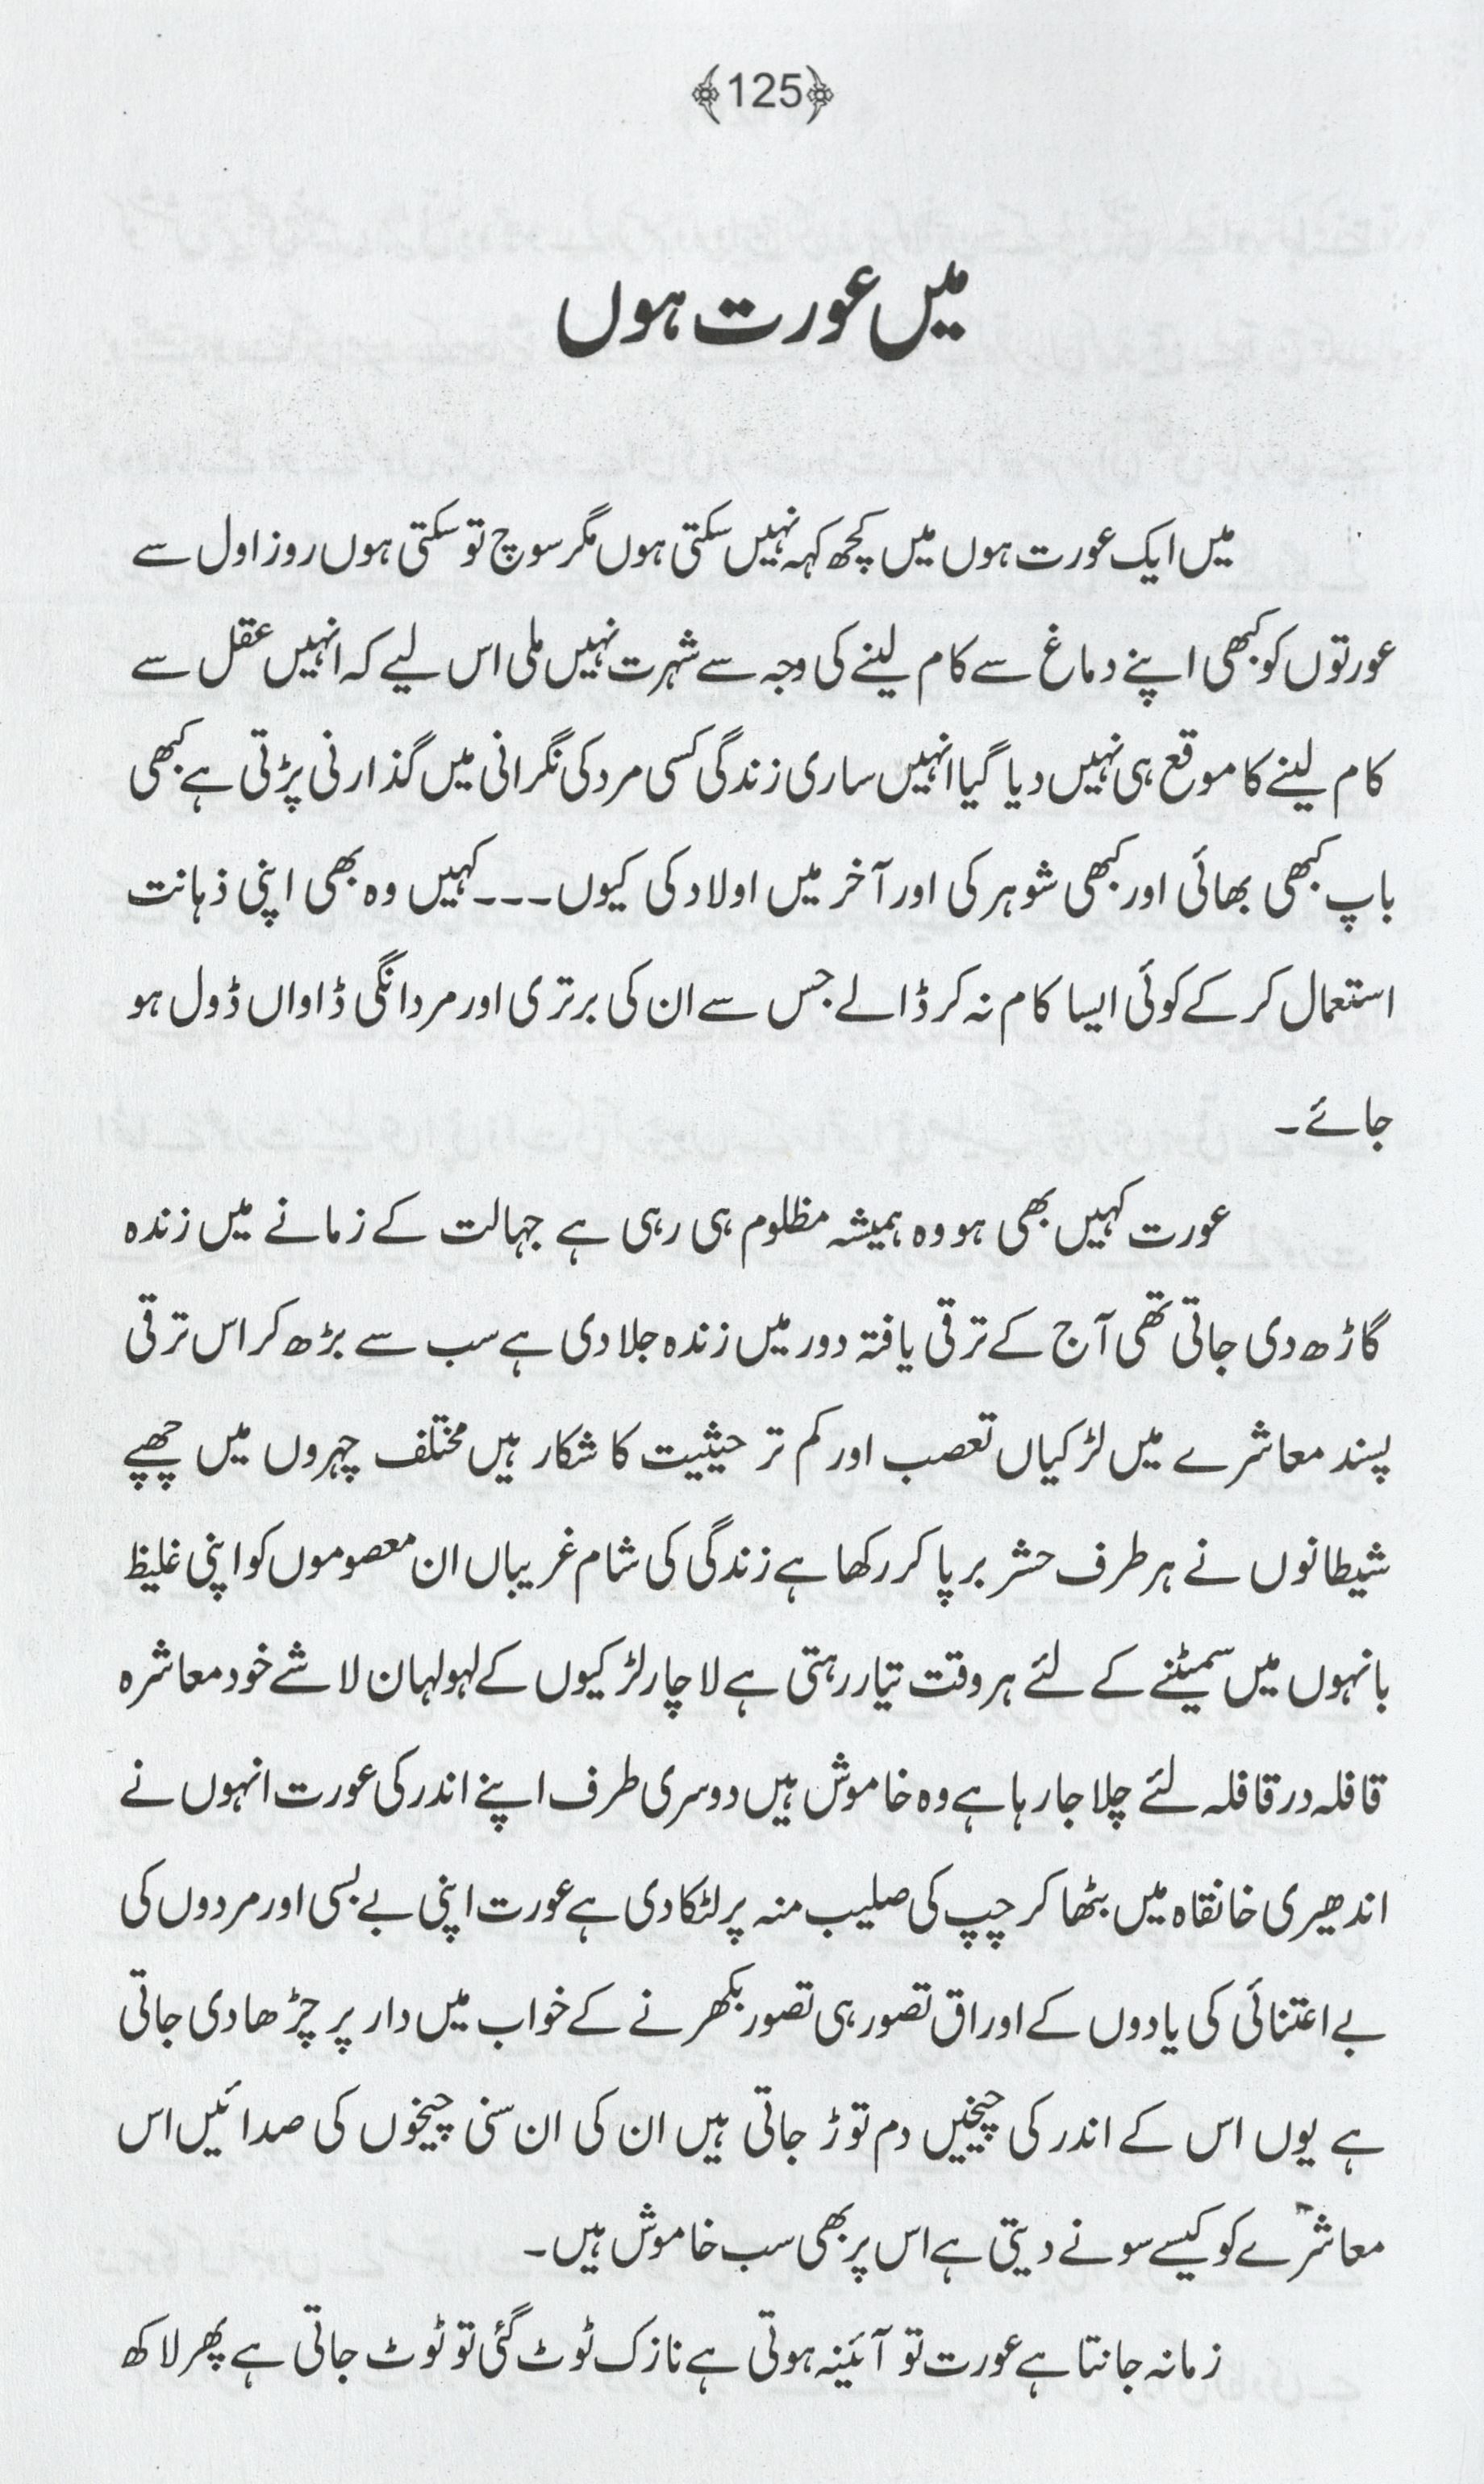 ﴿125﴾
میں عورت ہوں
میں ایک عورت ہوں میں کچھ کہہ نہیں سکتی ہوں مگر سوچ تو سکتی ہوں روز اول سے
عورتوں کو کبھی اپنے دماغ سے کام لینے کی وجہ سے شہرت نہیں ملی اس لیے کہ انہیں عقل سے
کام لینے کا موقع ہی نہیں دیا گیا انہیں ساری زندگی کسی مرد کی نگرانی میں گذارنی پڑتی ہے کبھی
باپ کبھی بھائی اور کبھی شوہر کی اور آخر میں اولاد کی کیوں۔۔۔کہیں وہ بھی اپنی ذہانت
استعمال کر کے کوئی ایسا کام نہ کر ڈالے جس سے ان کی برتری اور مردانگی ڈاواں ڈول ہو
جائے۔
عورت کہیں بھی ہو وہ ہمیشہ مظلوم ہی رہی ہے جہالت کے زمانے میں زندہ
گاڑھ دی جاتی تھی آج کے ترقی یافتہ دور میں زندہ جلا دی ہے سب سے بڑھ کر اس ترقی
پسند معاشرے میں لڑکیاں تعصب اور کم تر حیثیت کا شکار ہیں مختلف چہروں میں چھپے
شیطانوں نے ہر طرف حشر برپا کر رکھا ہے زندگی کی شام غریباں ان معصوموں کو اپنی غلیظ
بانہوں میں سمیٹنے کے لئے ہر وقت تیار رہتی ہے لاچار لڑکیوں کے لہولہان لاشے خود معاشرہ
قافلہ در قافلہ لئے چلا جا رہا ہے وہ خاموش ہیں دوسری طرف اپنے اندر کی عورت انہوں نے
اندھیری خانقاہ میں بٹھا کر چپ کی صلیب منہ پر لٹکا دی ہے عورت اپنی بے بسی اور مردوں کی
بے اعتنائی کی یادوں کے اوراق تصور ہی تصور بکھرنے کے خواب میں دار پر چڑھا دی جاتی
ہے یوں اس کے اندر کی چیخیں دم توڑ جاتی ہیں ان کی ان سنی چیخوں کی صدائیں اس
معاشرے کو کیسے سونے دیتی ہے اس پر بھی سب خاموش ہیں۔
زمانہ جانتا ہے عورت تو آئینہ ہوتی ہے نازک ٹوٹ گئی تو ٹوٹ جاتی ہے پھر لاکھ